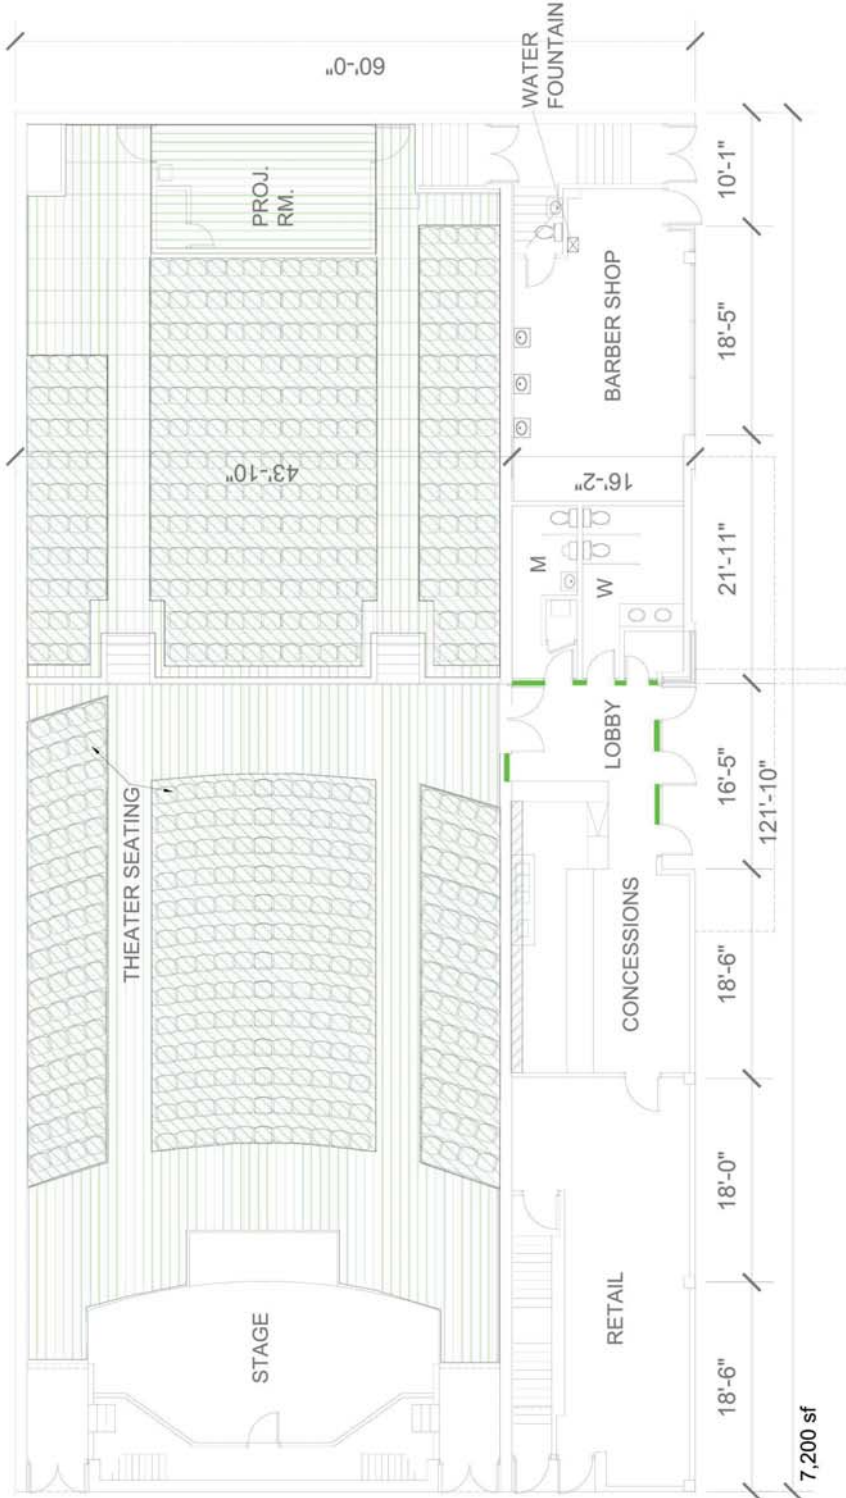 60'-0"
WATER
FOUNTAIN
PROJ.
RM.
BARBER SHOP
43'-10"
16'-2"
M
W
THEATER SEATING
LOBBY
CONCESSIONS
STAGE
RETAIL
10'-1"
18'-5"
21'-11"
16'-5"
121'-10"
18'-6"
18'-0"
18'-6"
7,200 sf